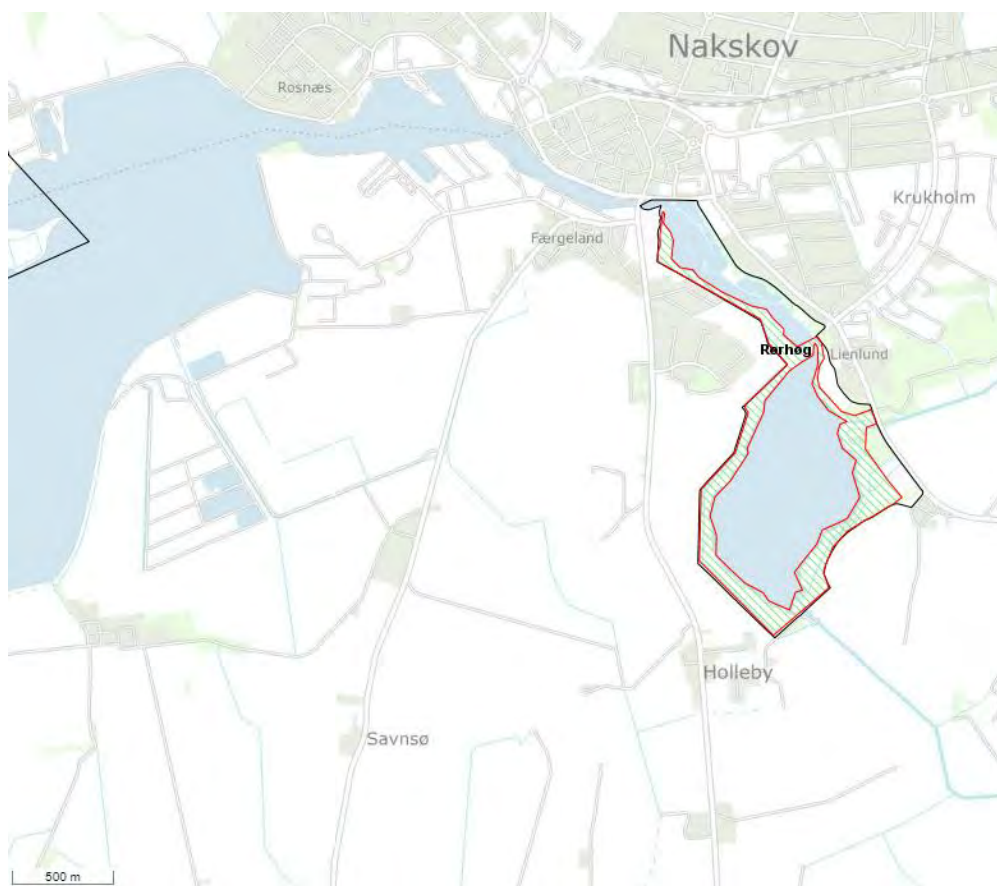 Nakskov
Rosnæs
Krukholm
Færgeland
Rørhøg
Lienlund
Holleby
Savnsø
500 m